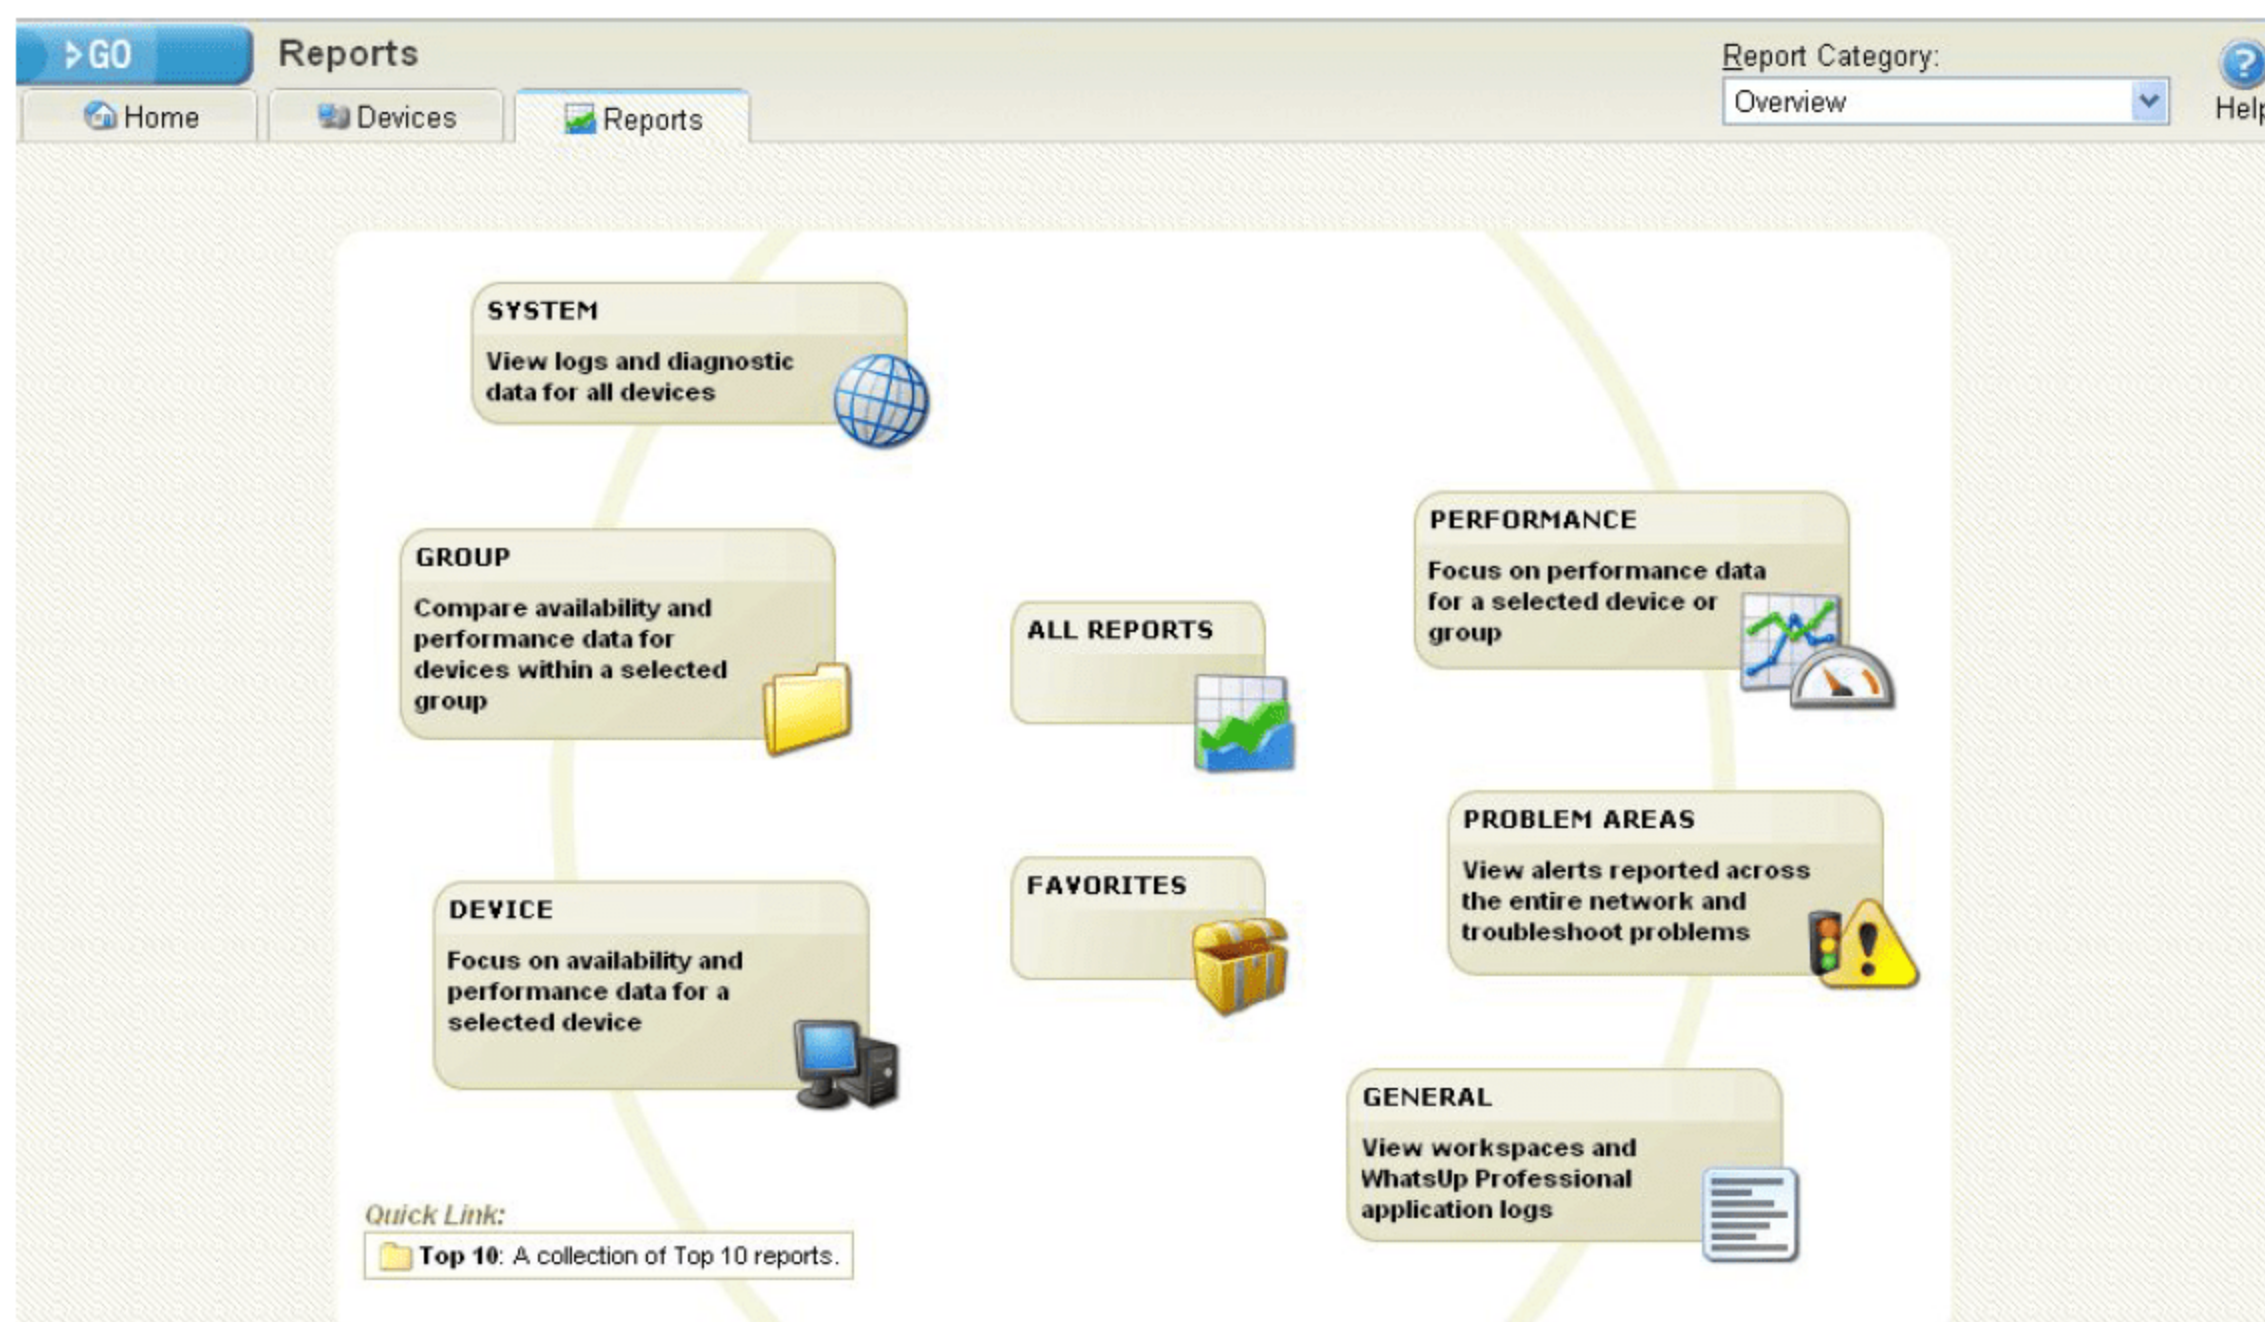 GO
Reports
Report Category:
Overview
Help
Home
Devices
Reports
SYSTEM
View logs and diagnostic
data for all devices
GROUP
Compare availability and
performance data for
devices within a selected
group
DEVICE
Focus on availability and
performance data for a
selected device
ALL REPORTS
FAVORITES
PERFORMANCE
Focus on performance data
for a selected device or
group
PROBLEM AREAS
View alerts reported across
the entire network and
troubleshoot problems
GENERAL
View workspaces and
WhatsUp Professional
application logs
Quick Link:
Top 10: A collection of Top 10 reports.